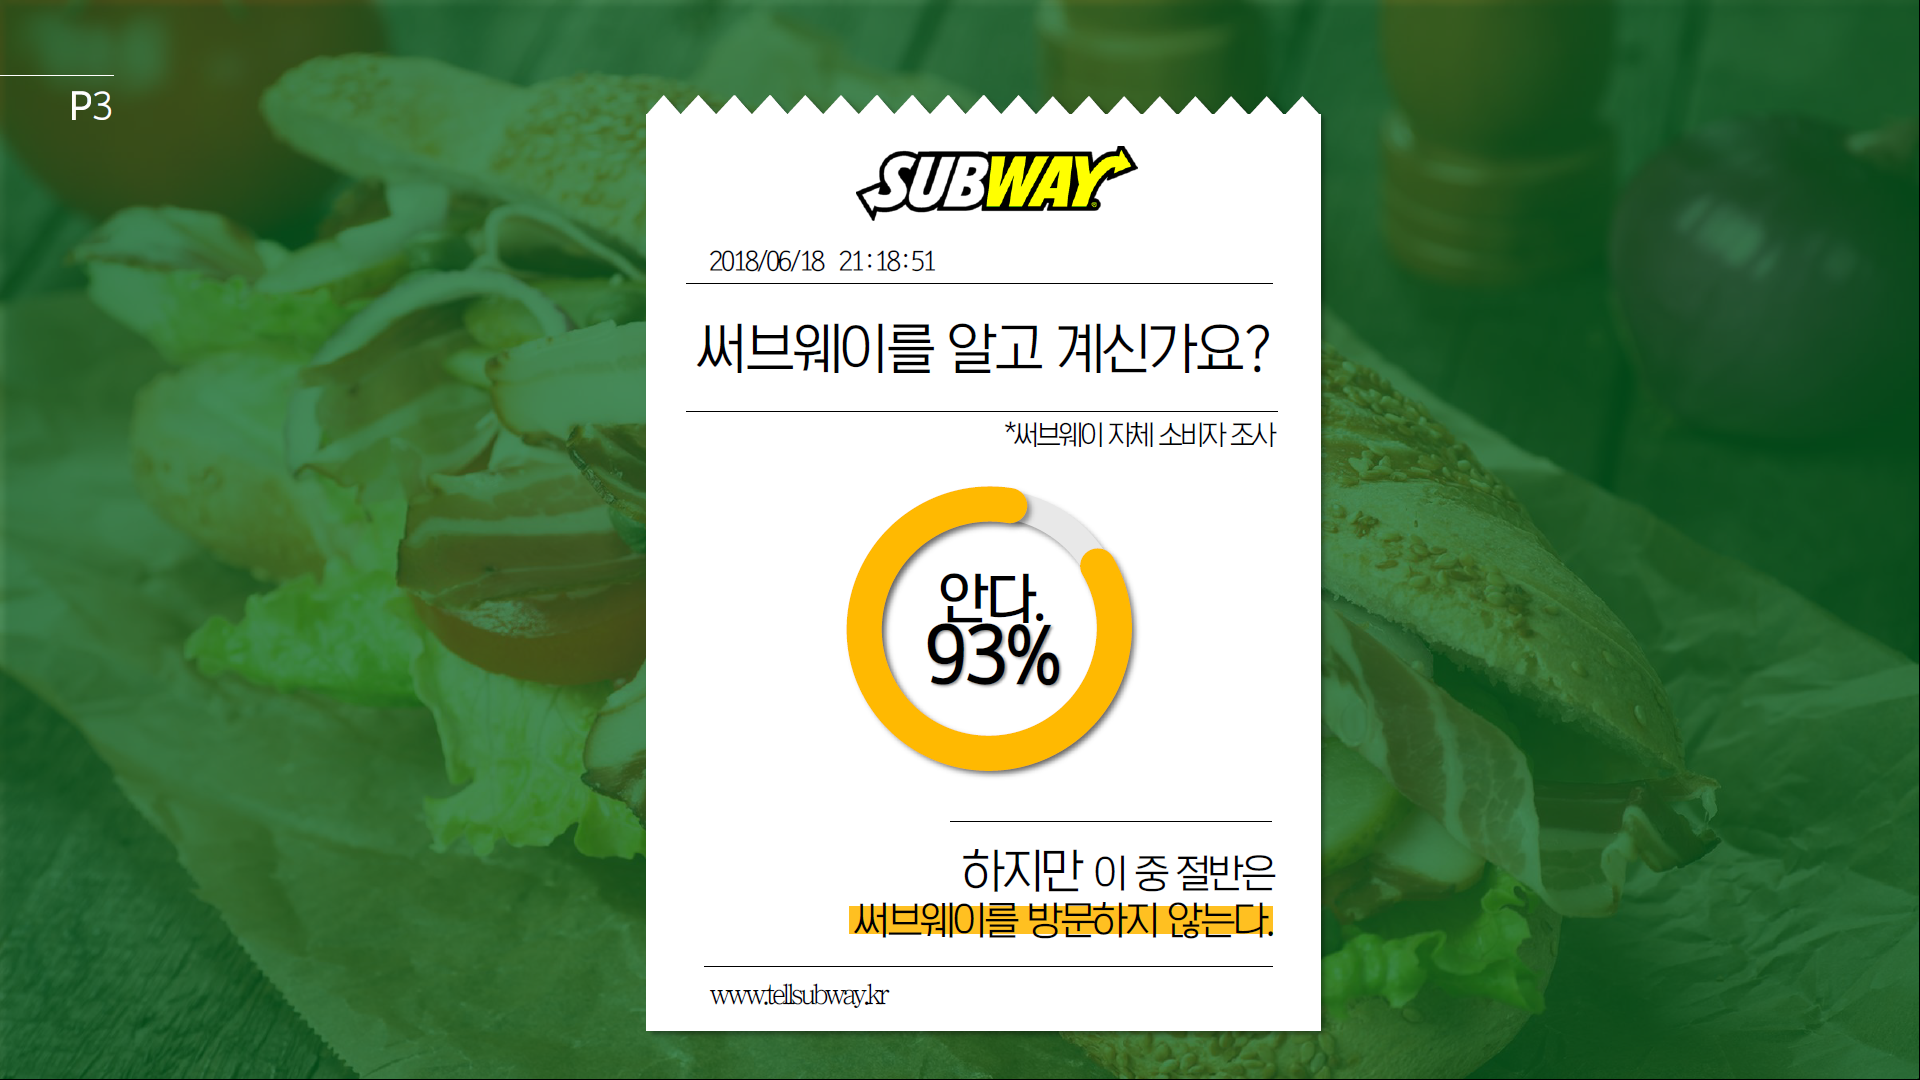 P3
SUBWAY®
2018/06/18 21:18:51
써브웨이를 알고 계신가요?
*써브웨이 자체 소비자 조사
안다.
93%
하지만 이 중 절반은
써브웨이를 방문하지 않는다.
www.tellsubway.kr